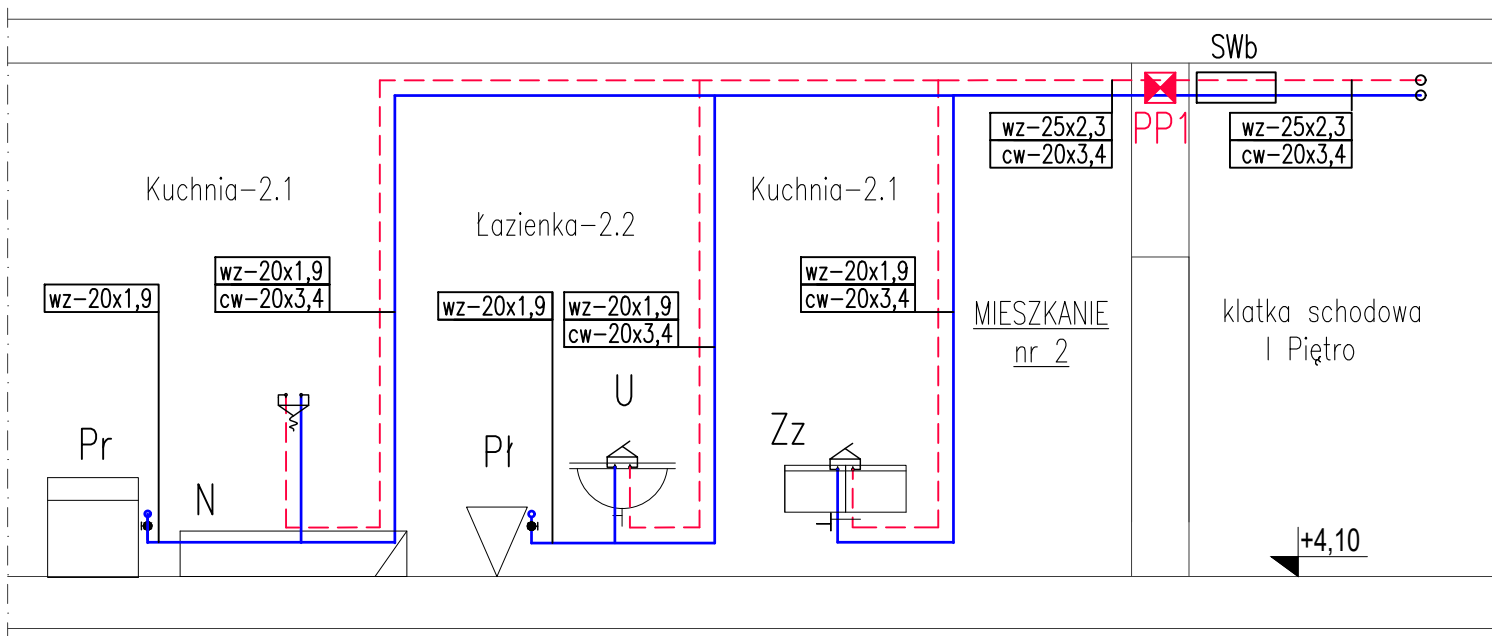 SWb
wz-25x2,3
cw-20x3,4
PP1
wz-25x2,3
cw-20x3,4
Kuchnia-2.1
Łazienka-2.2
Kuchnia-2.1
wz-20x1,9
wz-20x1,9
cw-20x3,4
wz-20x1,9
wz-20x1,9
cw-20x3,4
wz-20x1,9
cw-20x3,4
MIESZKANIE
nr 2
klatka schodowa
I Piętro
Pr
N
Pł
U
Zz
+4,10